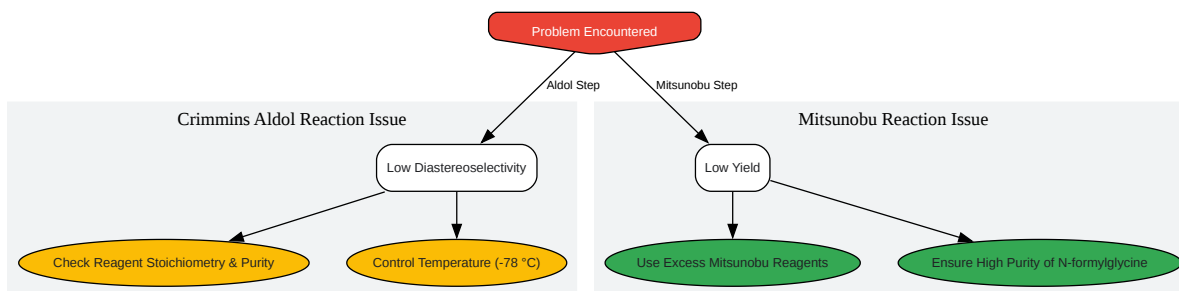 Problem Encountered
Aldol Step
Mitsunobu Step
Crimmins Aldol Reaction Issue
Mitsunobu Reaction Issue
Low Diastereoselectivity
Low Yield
Check Reagent Stoichiometry & Purity
Control Temperature (-78 °C)
Use Excess Mitsunobu Reagents
Ensure High Purity of N-formylglycine